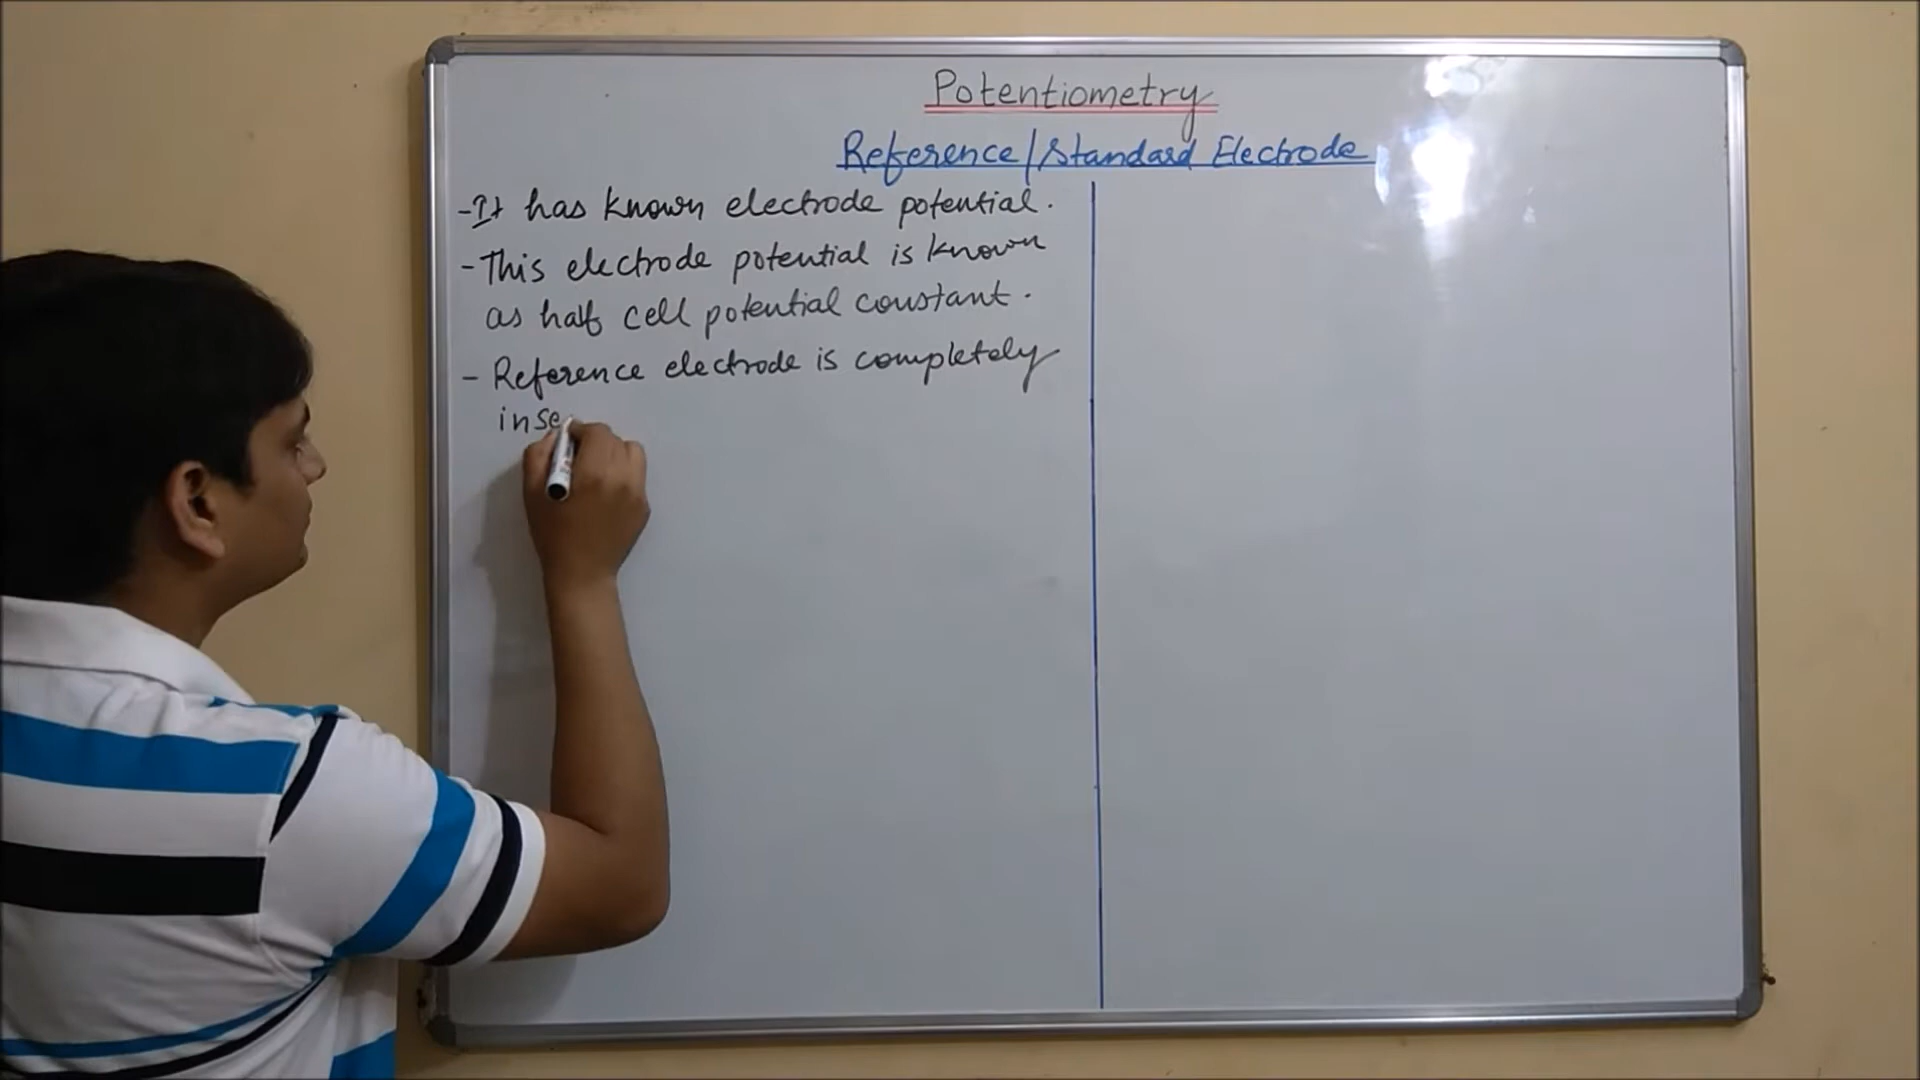 Potentiometry
Reference/Standard Electrode
- It has known electrode potential.
- This electrode potential is known
as half cell potential constant.
- Reference electrode is completely
inse